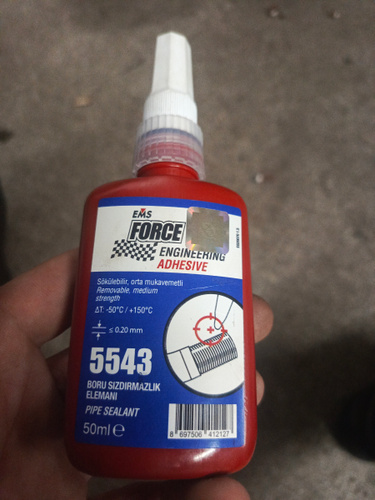 EMS
FORCE
ENGINEERING
ADHESIVE
Sökülebilir, orta mukavemetli
Removable, medium
strength
ΔT: -50°C / +150°C
≤ 0.20 mm
5543
BORU SIZDIRMAZLIK
ELEMANI
PIPE SEALANT
50ml ℮
8 697506 412127